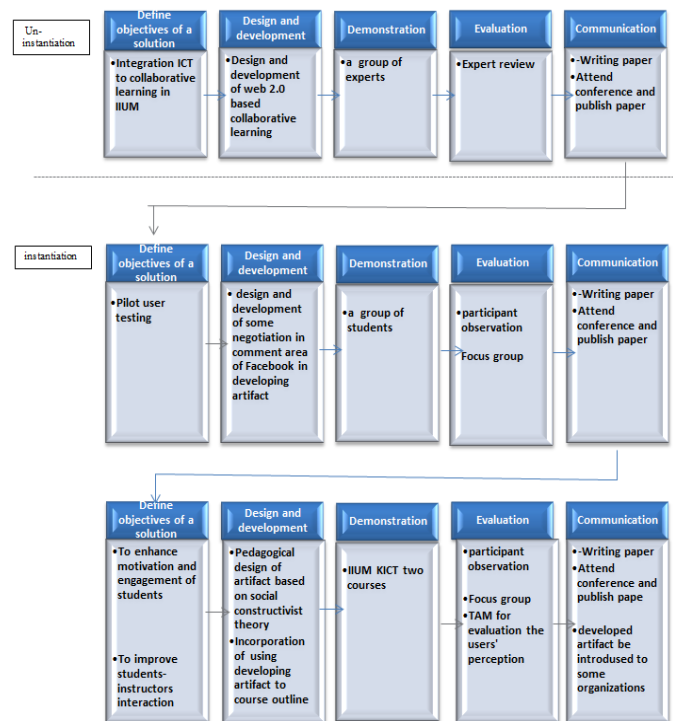 Un-
instantiation
Define
objectives of a
solution
•Integration ICT
to collaborative
learning in
IIUM
Design and
development
•Design and
development
of web 2.0
based
collaborative
learning
Demonstration
•a group of
experts
Evaluation
•Expert review
Communication
•-Writing paper
•Attend
conference and
publish paper
instantiation
Define
objectives of a
solution
•Pilot user
testing
Design and
development
• design and
development
of some
negotiation in
comment area
of Facebook in
developing
artifact
Demonstration
•a group of
students
Evaluation
•participant
observation
Focus group
Communication
•-Writing paper
•Attend
conference and
publish paper
Define
objectives of a
solution
•To enhance
motivation and
engagement of
students
•To improve
students-
instructors
interaction
Design and
development
•Pedagogical
design of
artifact based
on social
constructivist
theory
•Incorporation
of using
developing
artifact to
course outline
Demonstration
•IIUM KICT two
courses
Evaluation
•participant
observation
•Focus group
•TAM for
evaluation the
users'
perception
Communication
•-Writing paper
•Attend
conference and
publish pape
•developed
artifact be
introdused to
some
organizations